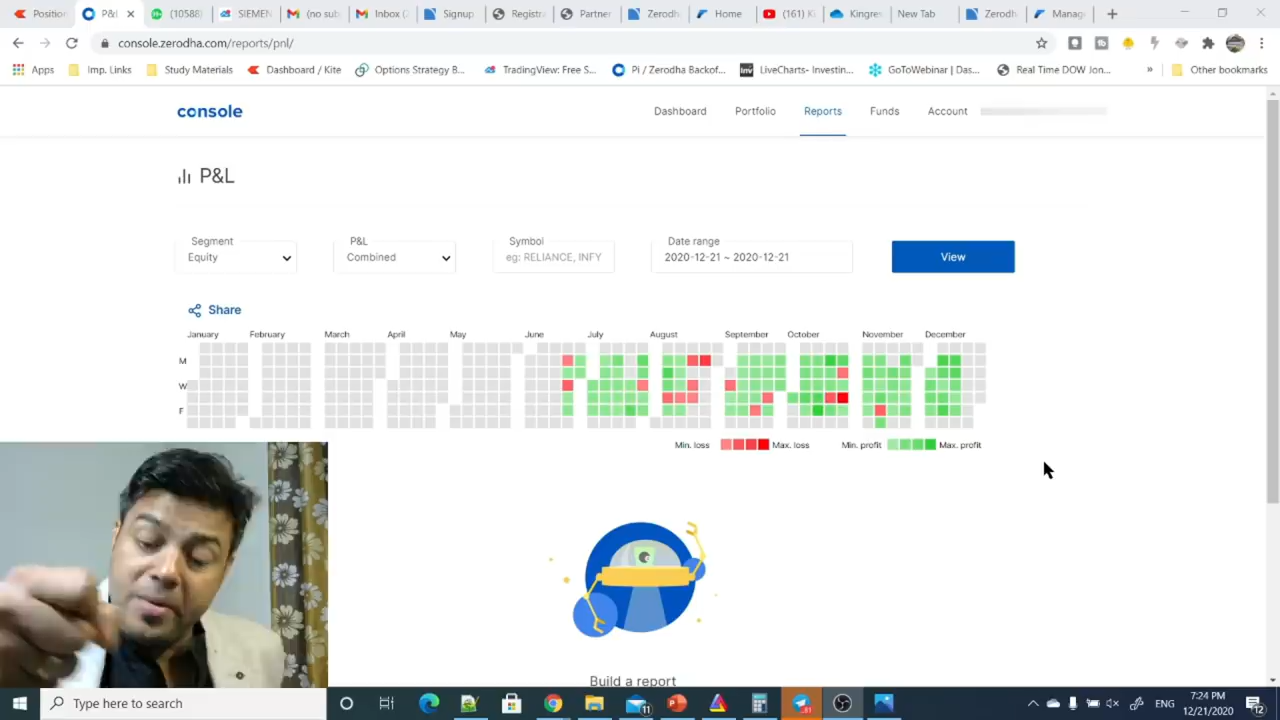 Position
P&L
(10588)
SIEMEN
(no sub
Inbox (2
Signup
Registra
Partner
Zerodh
Home
(161) Ki
Kingres
New Tab
Zerodh
Manag
console.zerodha.com/reports/pnl/
Apps
Imp. Links
Study Materials
Dashboard / Kite
Options Strategy B...
TradingView: Free S...
Pi / Zerodha Backof...
LiveCharts- Investin...
GoToWebinar | Das...
Real Time DOW Jon...
»
Other bookmarks
console
Dashboard
Portfolio
Reports
Funds
Account
P&L
Segment
Equity
P&L
Combined
Symbol
eg: RELIANCE, INFY
Date range
2020-12-21 ~ 2020-12-21
View
Share
January February March April May June July August September October November December
M
W
F
Min. loss
Max. loss
Min. profit
Max. profit
Build a report
Type here to search
11
ENG
7:24 PM
12/21/2020
12